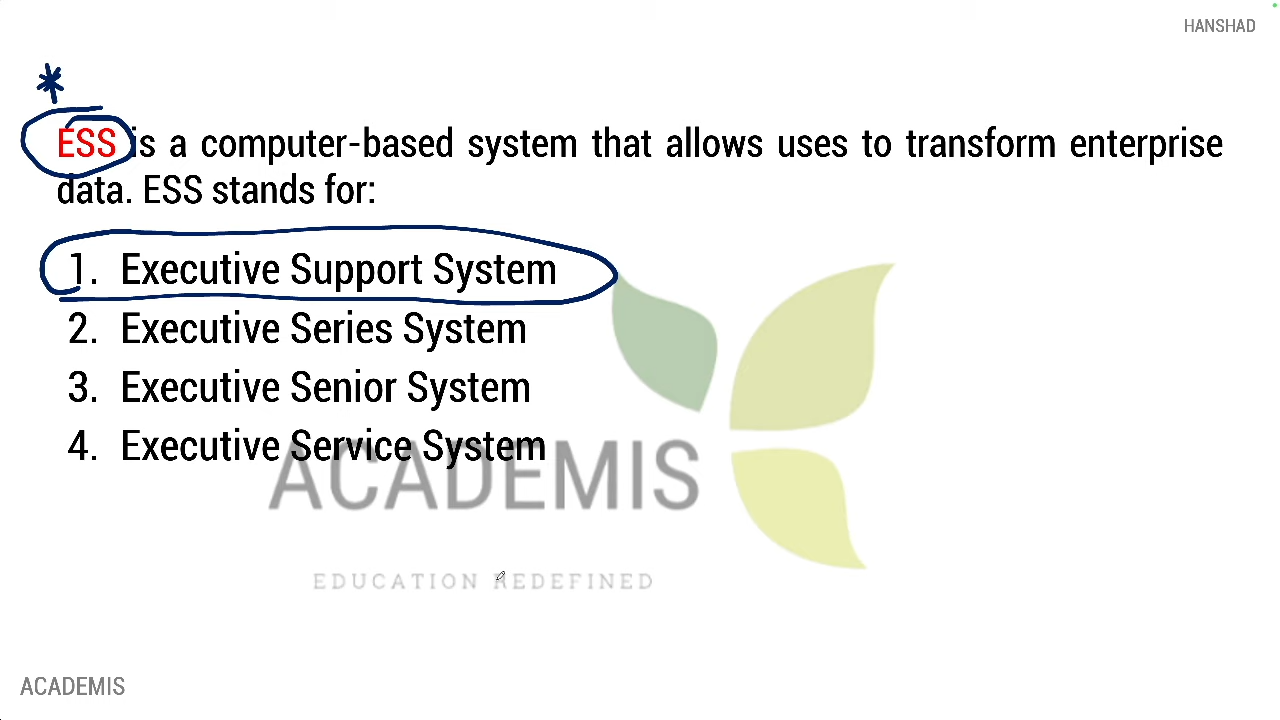 HANSHAD
*
ESS is a computer-based system that allows uses to transform enterprise
data. ESS stands for:
1. Executive Support System
2. Executive Series System
3. Executive Senior System
4. Executive Service System
ACADEMIS
EDUCATION REDEFINED
ACADEMIS